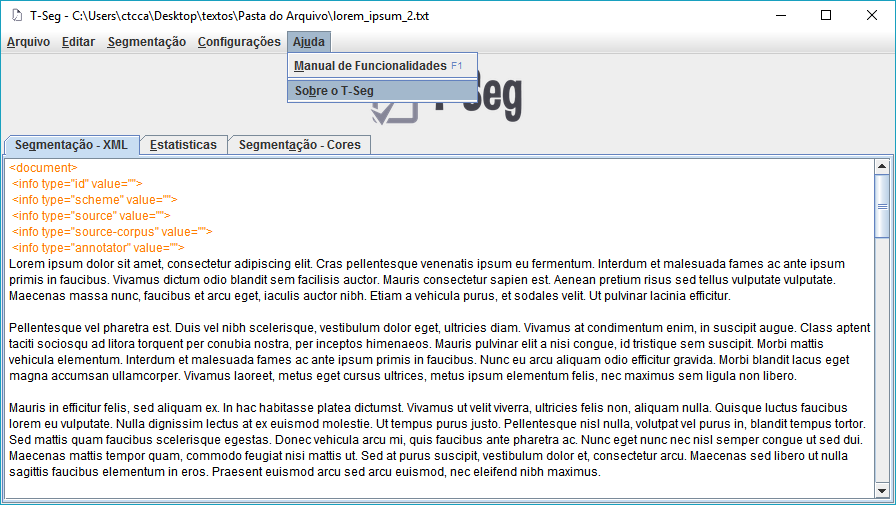 T-Seg - C:\Users\ctcca\Desktop\textos\Pasta do Arquivo\lorem_ipsum_2.txt
Arquivo Editar Segmentação Configurações Ajuda
Manual de Funcionalidades F1
Sobre o T-Seg
T-Seg
Segmentação - XML Estatisticas Segmentação - Cores
<document>
<info type="id" value="">
<info type="scheme" value="">
<info type="source" value="">
<info type="source-corpus" value="">
<info type="annotator" value="">
Lorem ipsum dolor sit amet, consectetur adipiscing elit. Cras pellentesque venenatis ipsum eu fermentum. Interdum et malesuada fames ac ante ipsum
primis in faucibus. Vivamus dictum odio blandit sem facilisis auctor. Mauris consectetur sapien est. Aenean pretium risus sed tellus vulputate vulputate.
Maecenas massa nunc, faucibus et arcu eget, iaculis auctor nibh. Etiam a vehicula purus, et sodales velit. Ut pulvinar lacinia efficitur.
Pellentesque vel pharetra est. Duis vel nibh scelerisque, vestibulum dolor eget, ultricies diam. Vivamus at condimentum enim, in suscipit augue. Class aptent
taciti sociosqu ad litora torquent per conubia nostra, per inceptos himenaeos. Mauris pulvinar elit a nisi congue, id tristique sem suscipit. Morbi mattis
vehicula elementum. Interdum et malesuada fames ac ante ipsum primis in faucibus. Nunc eu arcu aliquam odio efficitur gravida. Morbi blandit lacus eget
magna accumsan ullamcorper. Vivamus laoreet, metus eget cursus ultrices, metus ipsum elementum felis, nec maximus sem ligula non libero.
Mauris in efficitur felis, sed aliquam ex. In hac habitasse platea dictumst. Vivamus ut velit viverra, ultricies felis non, aliquam nulla. Quisque luctus faucibus
lorem eu vulputate. Nulla dignissim lectus at ex euismod molestie. Ut tempus purus justo. Pellentesque nisl nulla, volutpat vel purus in, blandit tempus tortor.
Sed mattis quam faucibus scelerisque egestas. Donec vehicula arcu mi, quis faucibus ante pharetra ac. Nunc eget nunc nec nisl semper congue ut sed dui.
Maecenas mattis tempor quam, commodo feugiat nisi mattis ut. Sed at purus suscipit, vestibulum dolor et, consectetur arcu. Maecenas sed libero ut nulla
sagittis faucibus elementum in eros. Praesent euismod arcu sed arcu euismod, nec eleifend nibh maximus.